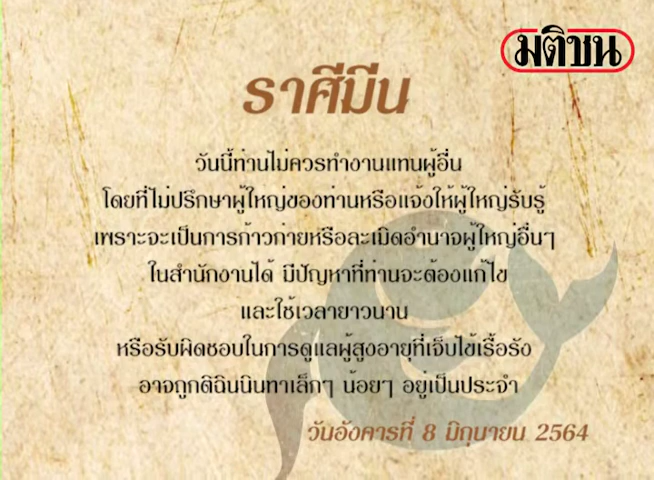 มติชน
ราศีมีน
วันนี้ท่านไม่ควรทำงานแทนผู้อื่น
โดยที่ไม่ปรึกษาผู้ใหญ่ของท่านหรือแจ้งให้ผู้ใหญ่รับรู้
เพราะจะเป็นการก้าวก่ายหรือละเมิดอำนาจผู้ใหญ่อื่นๆ
ในสำนักงานได้ มีปัญหาที่ท่านจะต้องแก้ไข
และใช้เวลายาวนาน
หรือรับผิดชอบในการดูแลผู้สูงอายุที่เจ็บไข้เรื้อรัง
อาจถูกติฉินนินทาเล็กๆ น้อยๆ อยู่เป็นประจำ
วันอังคารที่ 8 มิถุนายน 2564